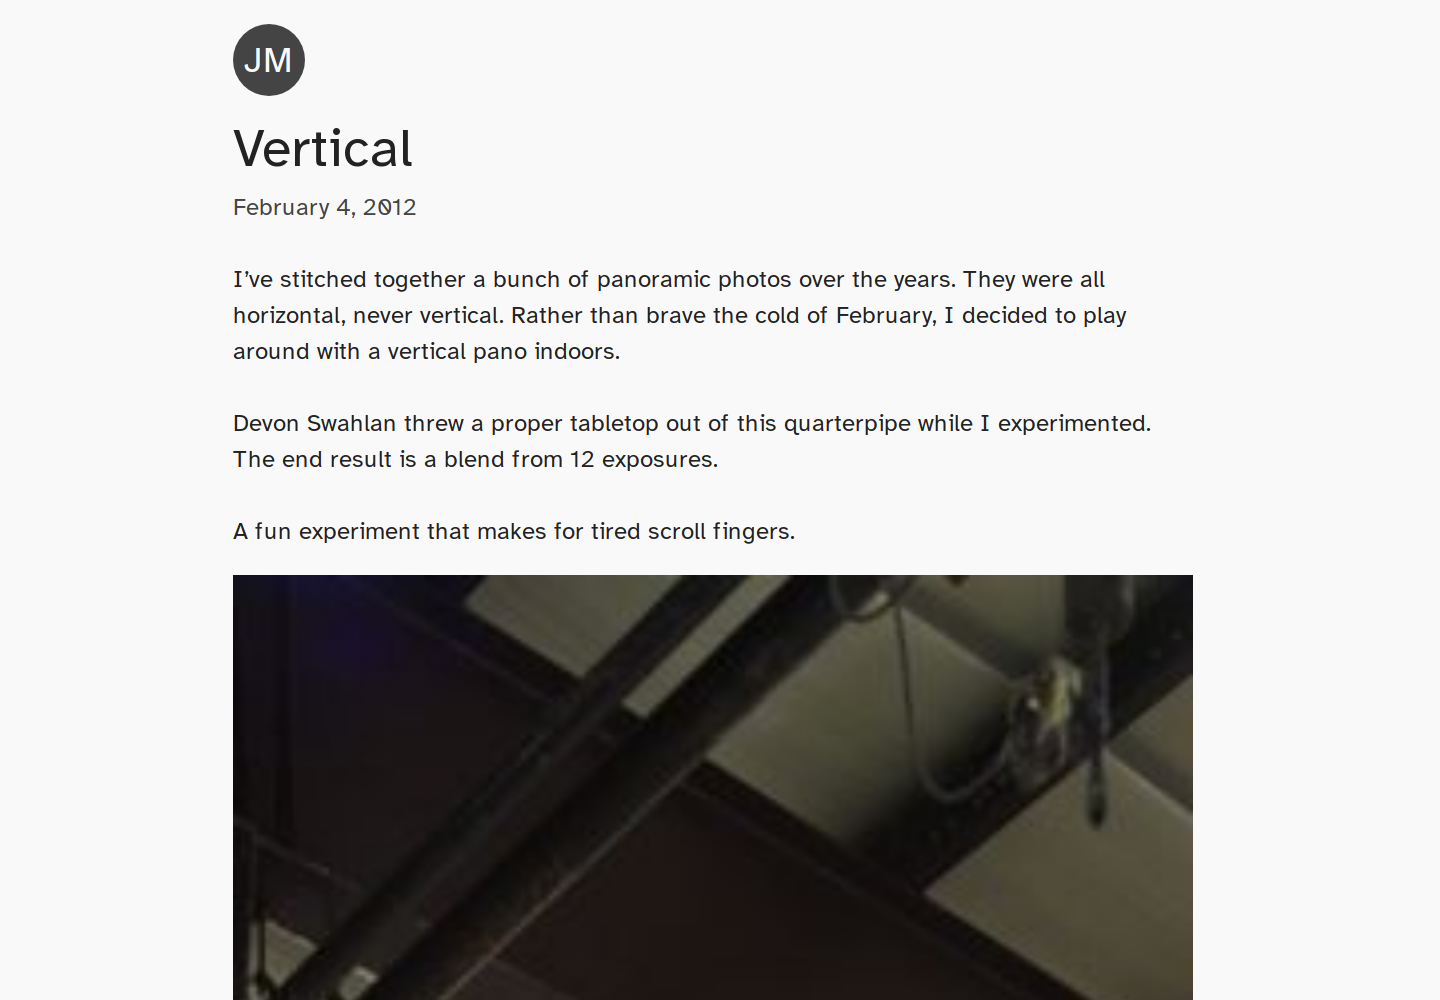 JM
Vertical
February 4, 2012
I’ve stitched together a bunch of panoramic photos over the years. They were all
horizontal, never vertical. Rather than brave the cold of February, I decided to play
around with a vertical pano indoors.
Devon Swahlan threw a proper tabletop out of this quarterpipe while I experimented.
The end result is a blend from 12 exposures.
A fun experiment that makes for tired scroll fingers.